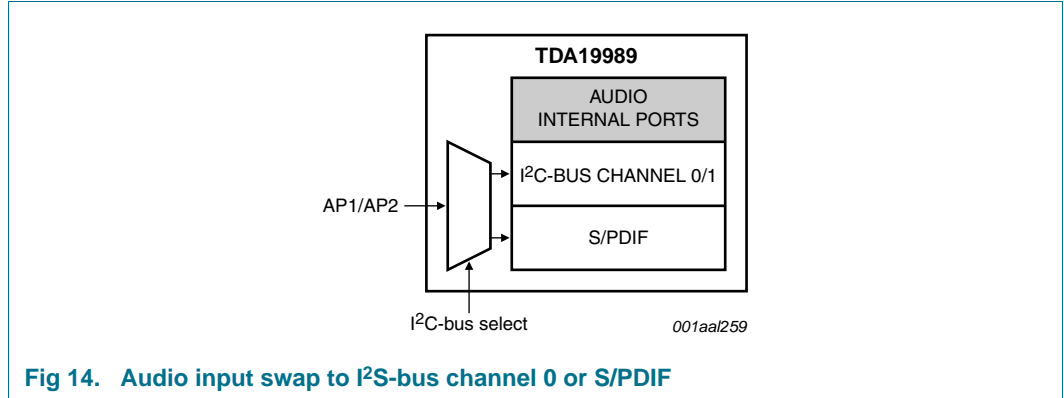 TDA19989
AUDIO
INTERNAL PORTS
I²C-BUS CHANNEL 0/1
AP1/AP2
S/PDIF
I²C-bus select
001aal259
Fig 14. Audio input swap to I²S-bus channel 0 or S/PDIF